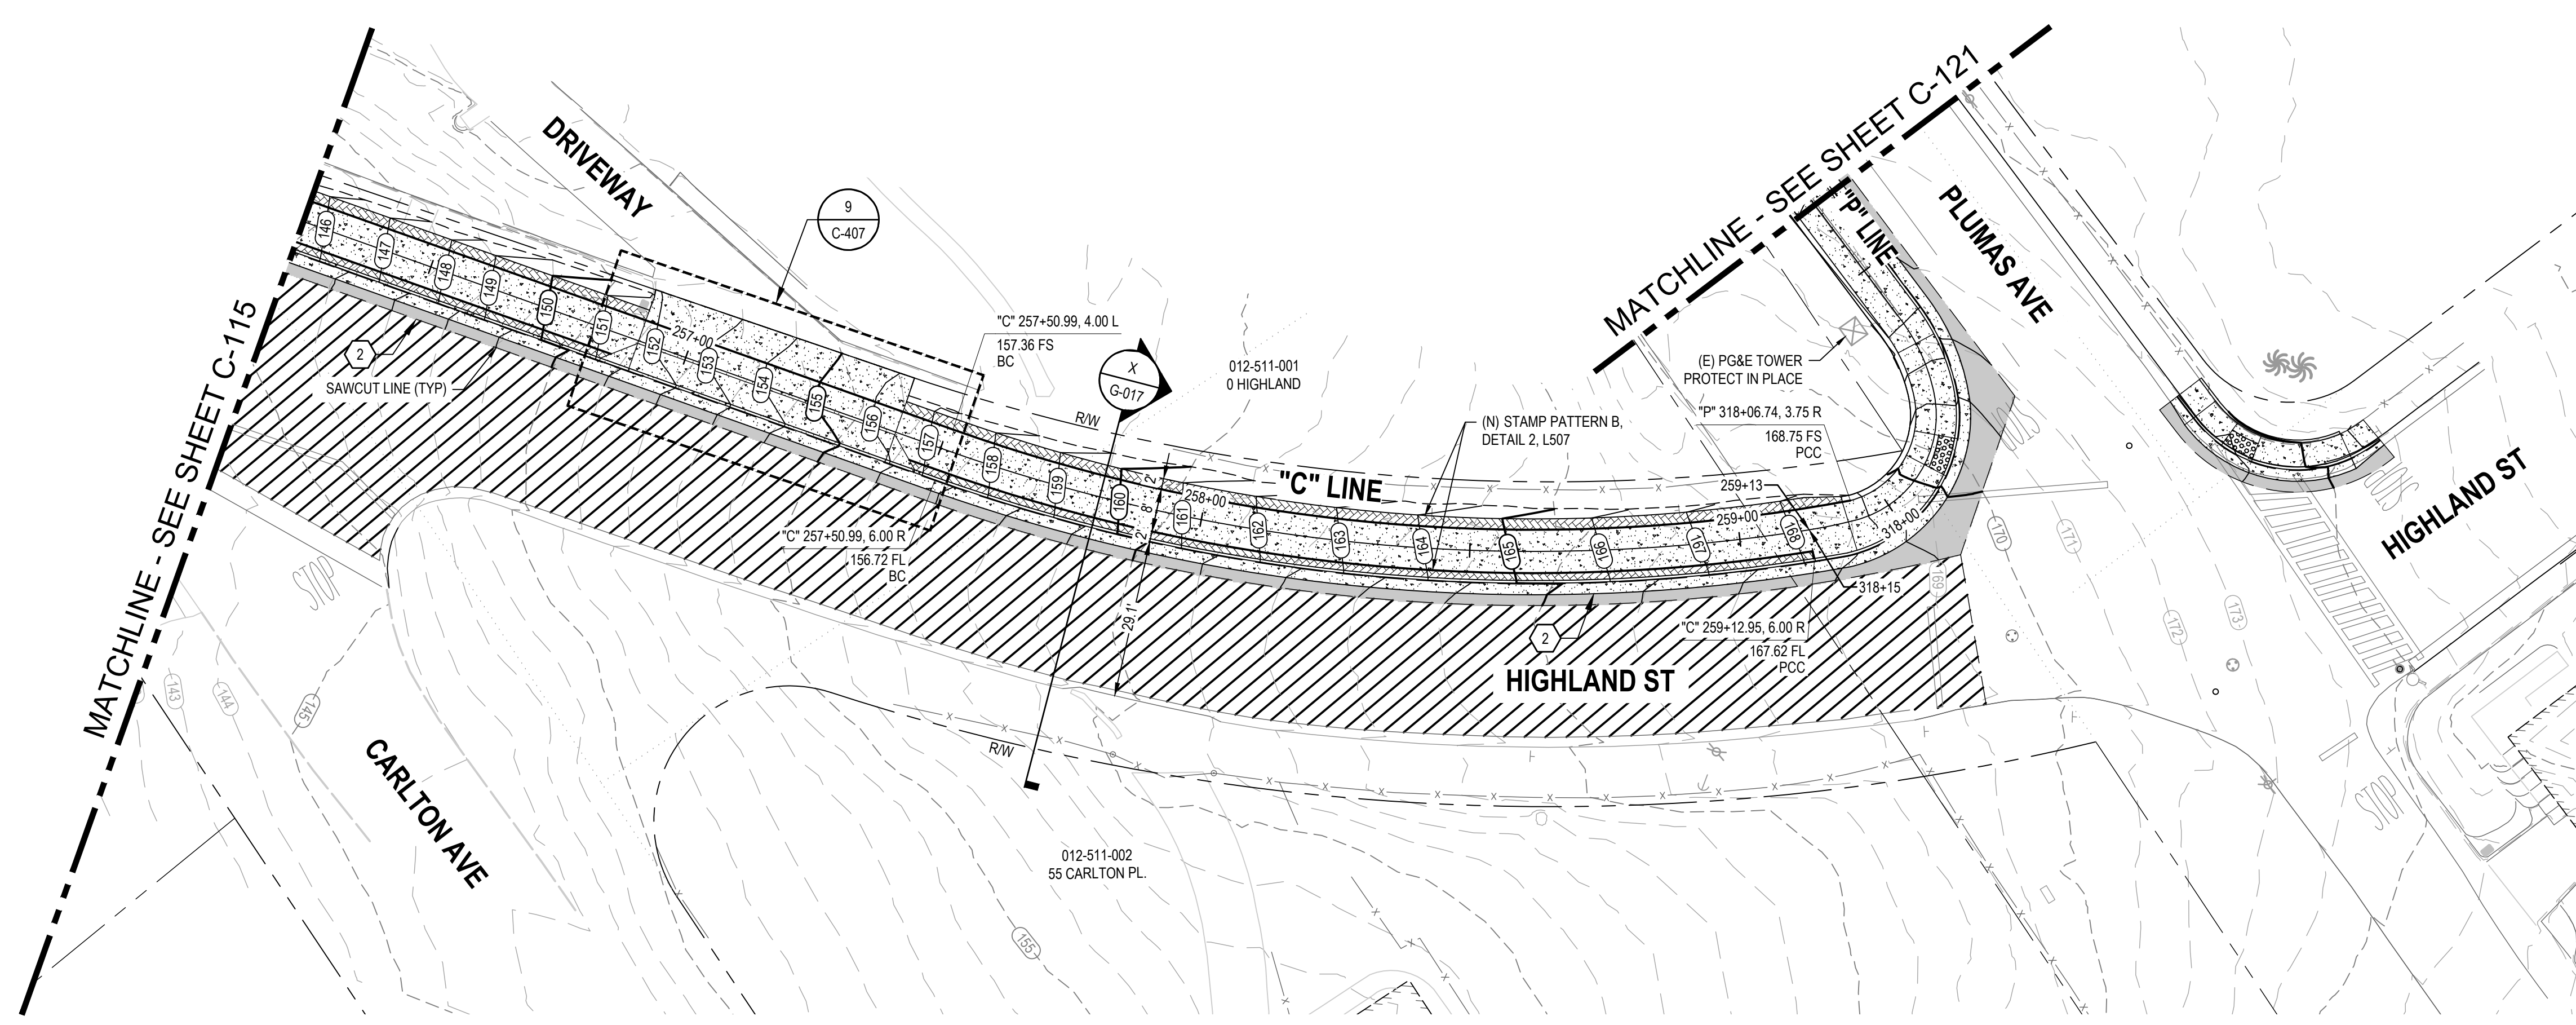 MATCHLINE - SEE SHEET C-115
MATCHLINE - SEE SHEET C-121
DRIVEWAY
9
C-407
"P" LINE
PLUMAS AVE
146
147
148
149
150
151
152
257+00
153
154
155
156
157
158
159
160
161
258+00
162
163
164
165
166
167
259+00
168
318+00
2
SAWCUT LINE (TYP)
"C" 257+50.99, 4.00 L
157.36 FS
BC
X
G-017
R/W
012-511-001
0 HIGHLAND
"C" LINE
(N) STAMP PATTERN B,
DETAIL 2, L507
(E) PG&E TOWER
PROTECT IN PLACE
"P" 318+06.74, 3.75 R
168.75 FS
PCC
259+13
318+15
STOP
STOP
HIGHLAND ST
170
171
169
172
173
2'
8'
2'
29.1'
"C" 257+50.99, 6.00 R
156.72 FL
BC
2
"C" 259+12.95, 6.00 R
167.62 FL
PCC
HIGHLAND ST
STOP
STOP
143
144
145
CARLTON AVE
R/W
012-511-002
55 CARLTON PL.
155